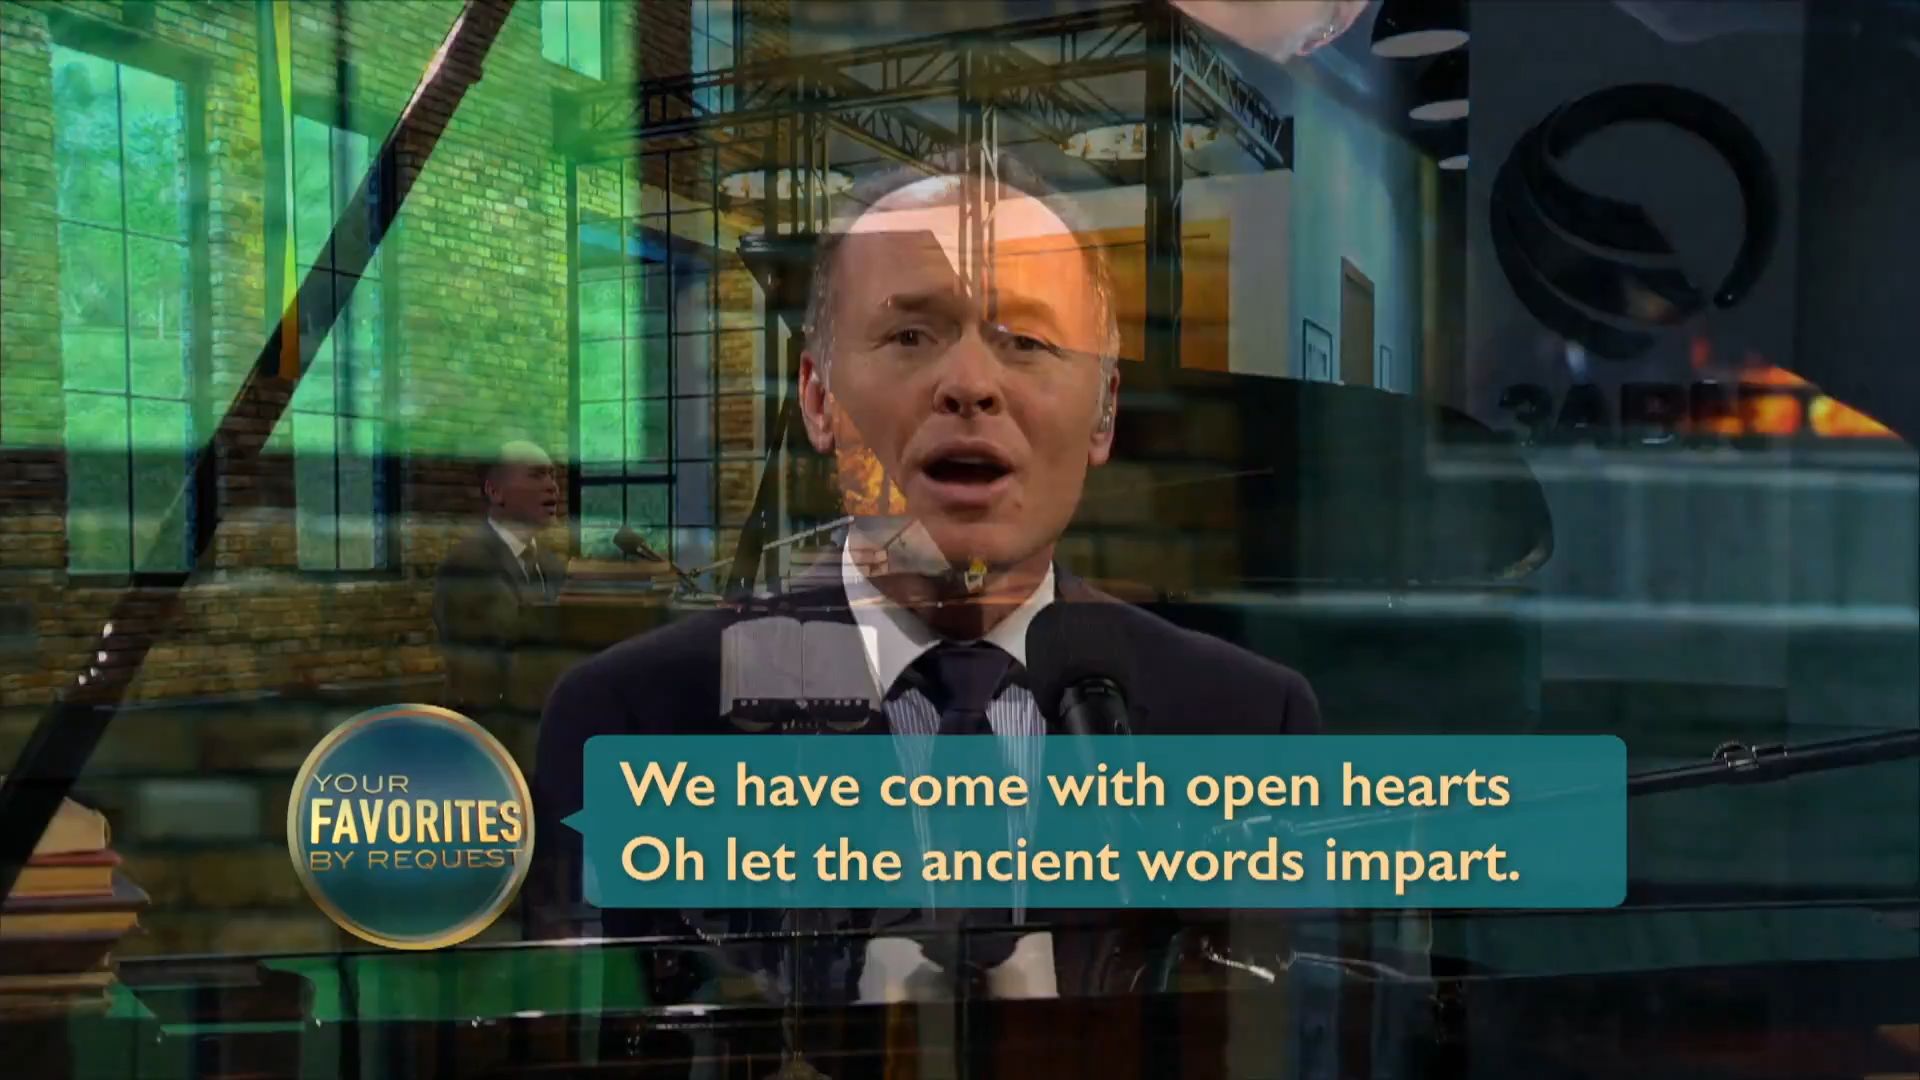 YOUR
FAVORITES
BY REQUEST
We have come with open hearts
Oh let the ancient words impart.